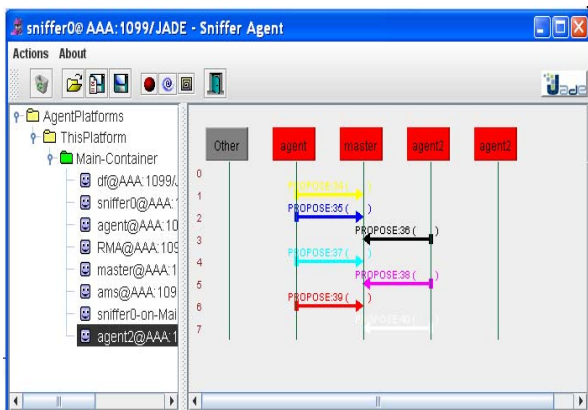 sniffer0@ AAA:1099/JADE - Sniffer Agent
Actions About
Jade
AgentPlatforms
ThisPlatform
Main-Container
df@AAA:1099/J
sniffer0@AAA:
agent@AAA:10
RMA@AAA:109
master@AAA:1
ams@AAA:109
sniffer0-on-Mai
agent2@AAA:1
Other agent master agent2 agent2
0
1
PROPOSE:35 ( )
2
PROPOSE:36 ( )
3
PROPOSE:37 ( )
4
PROPOSE:38 ( )
5
PROPOSE:39 ( )
6
7